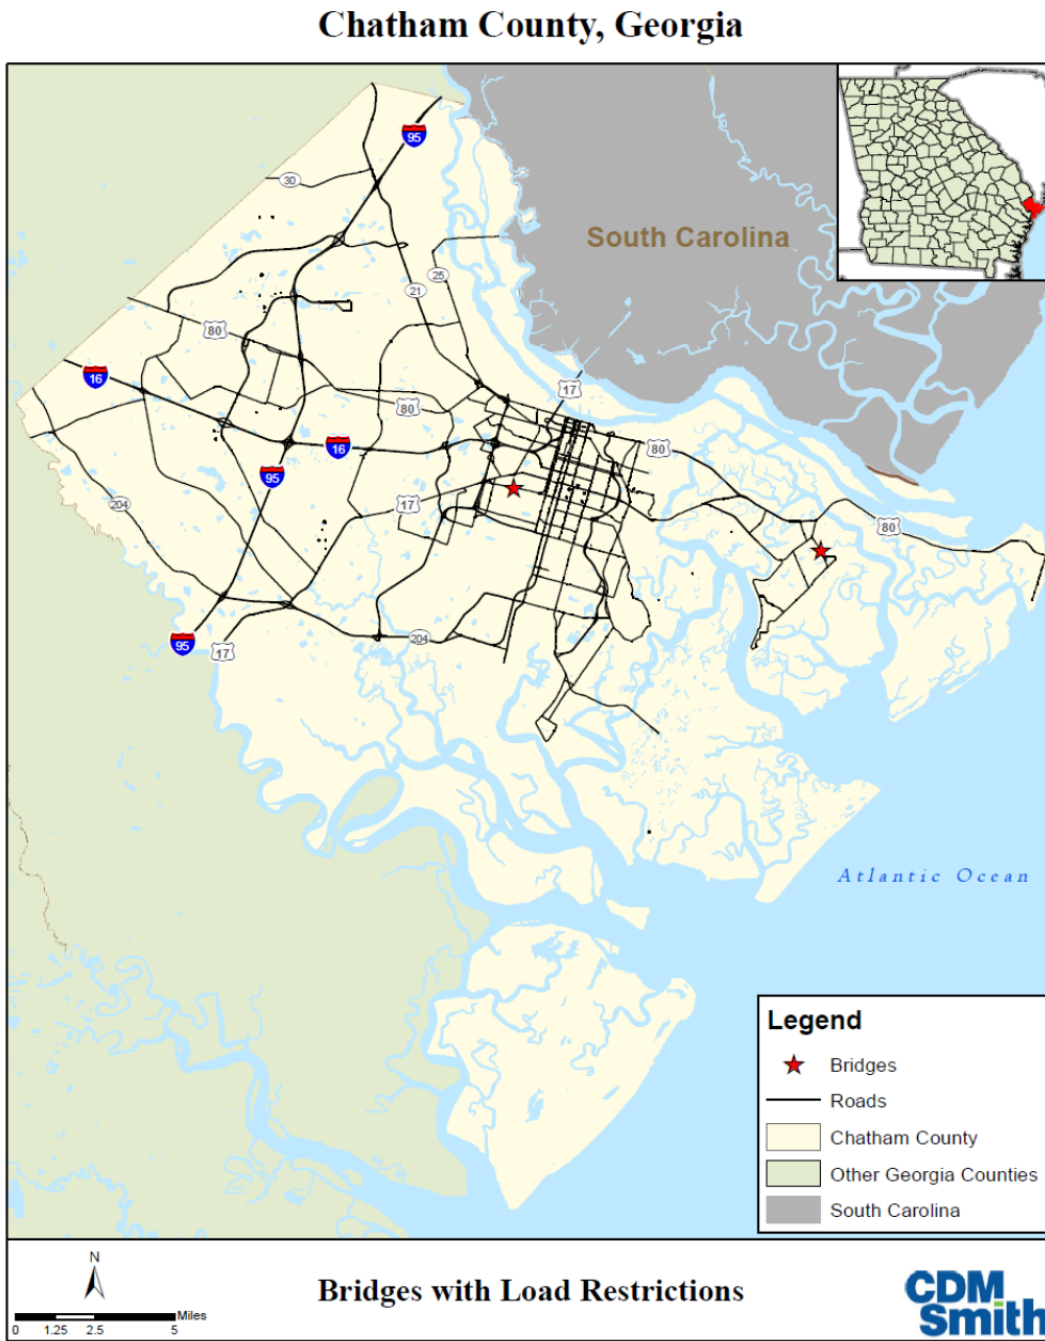 Chatham County, Georgia
95
30
South Carolina
25
21
80
16
17
80
80
16
95
17
204
80
204
95
17
Atlantic Ocean
Legend
Bridges
Roads
Chatham County
Other Georgia Counties
South Carolina
N
Miles
0 1.25 2.5 5
Bridges with Load Restrictions
CDM
Smith